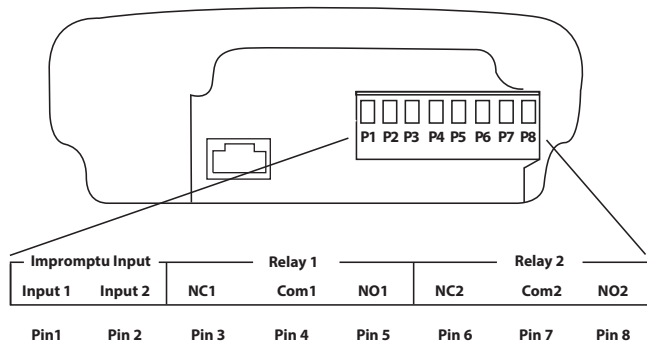 P1 P2 P3 P4 P5 P6 P7 P8
Impromptu Input Relay 1 Relay 2
Input 1 Input 2 NC1 Com1 NO1 NC2 Com2 NO2
Pin1 Pin 2 Pin 3 Pin 4 Pin 5 Pin 6 Pin 7 Pin 8